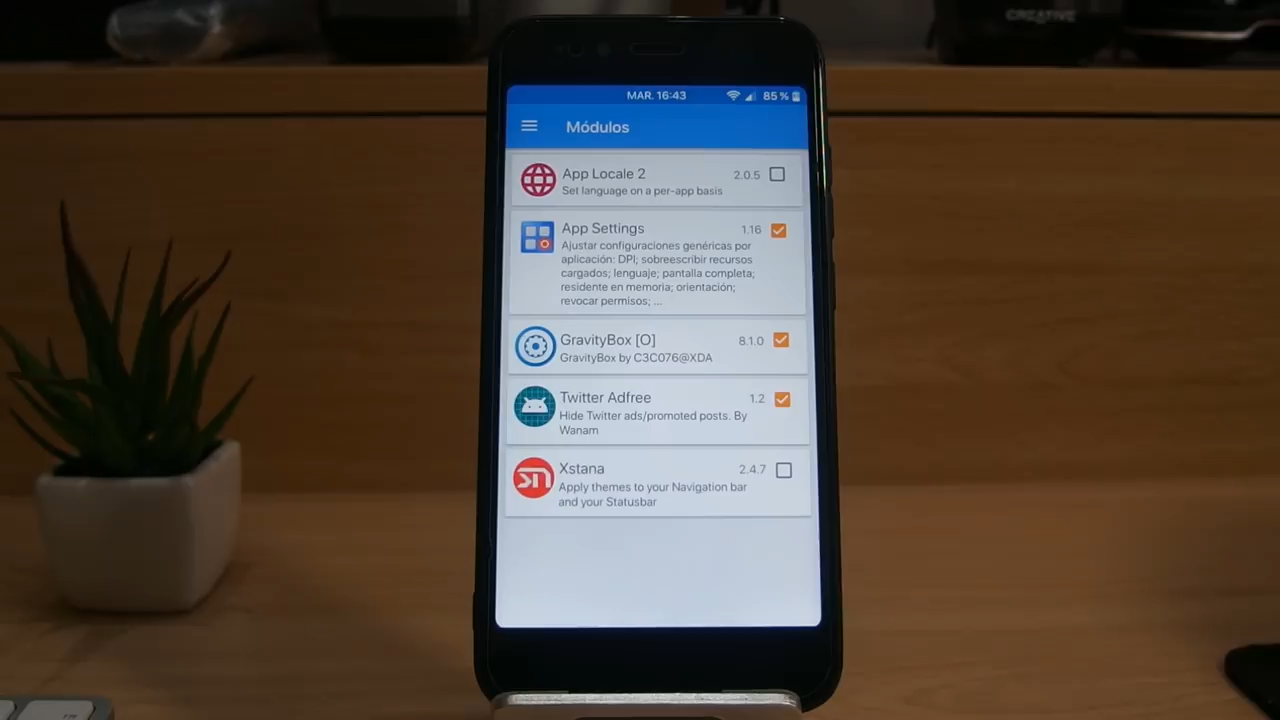 CREATIVE
MAR. 16:43 85 %
Módulos
App Locale 2 2.0.5
Set language on a per-app basis
App Settings 1.16
Ajustar configuraciones genéricas por
aplicación: DPI; sobreescribir recursos
cargados; lenguaje; pantalla completa;
residente en memoria; orientación;
revocar permisos; ...
GravityBox [O] 8.1.0
GravityBox by C3C076@XDA
Twitter Adfree 1.2
Hide Twitter ads/promoted posts. By
Wanam
Xstana 2.4.7
Apply themes to your Navigation bar
and your Statusbar